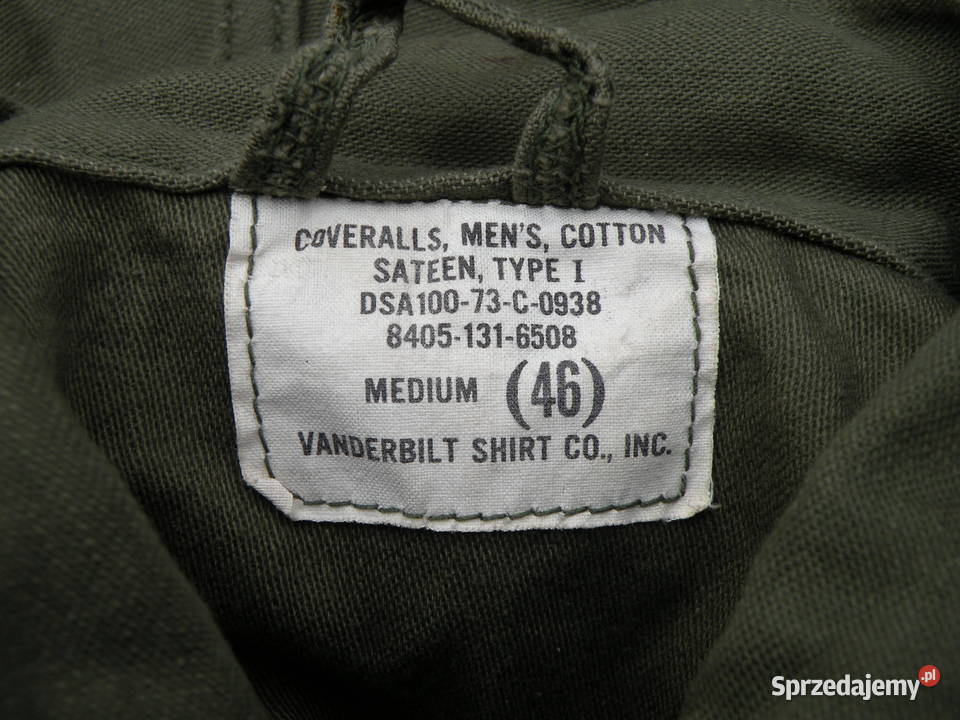 COVERALLS, MEN'S, COTTON
SATEEN, TYPE I
DSA100-73-C-0938
8405-131-6508
MEDIUM (46)
VANDERBILT SHIRT CO., INC.
Sprzedajemy.pl